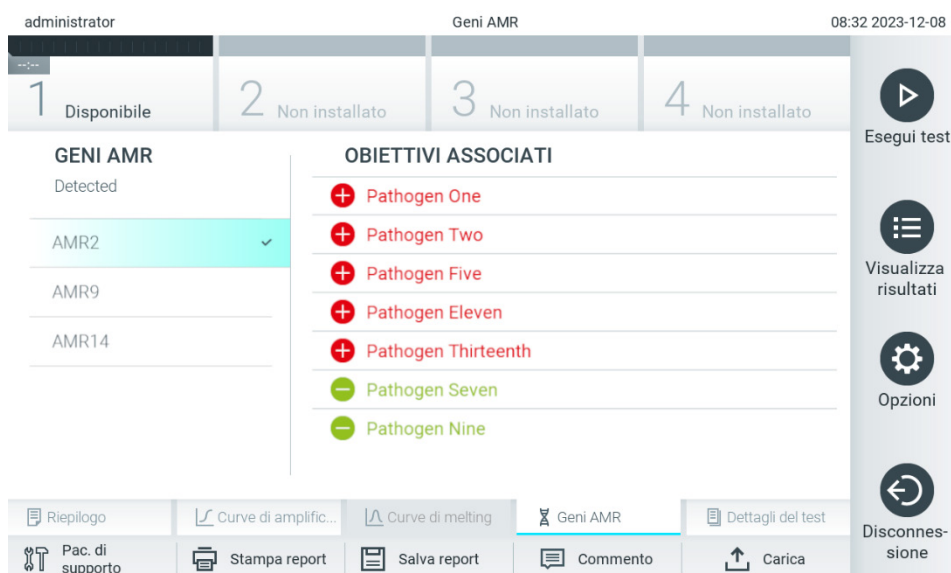 administrator
Geni AMR
08:32 2023-12-08
--:--
1 Disponibile
2 Non installato
3 Non installato
4 Non installato
Esegui test
GENI AMR
Detected
AMR2
AMR9
AMR14
OBIETTIVI ASSOCIATI
Pathogen One
Pathogen Two
Pathogen Five
Pathogen Eleven
Pathogen Thirteenth
Pathogen Seven
Pathogen Nine
Visualizza
risultati
Opzioni
Disconnes-
sione
Riepilogo
Curve di amplific...
Curve di melting
Geni AMR
Dettagli del test
Pac. di
supporto
Stampa report
Salva report
Commento
Carica